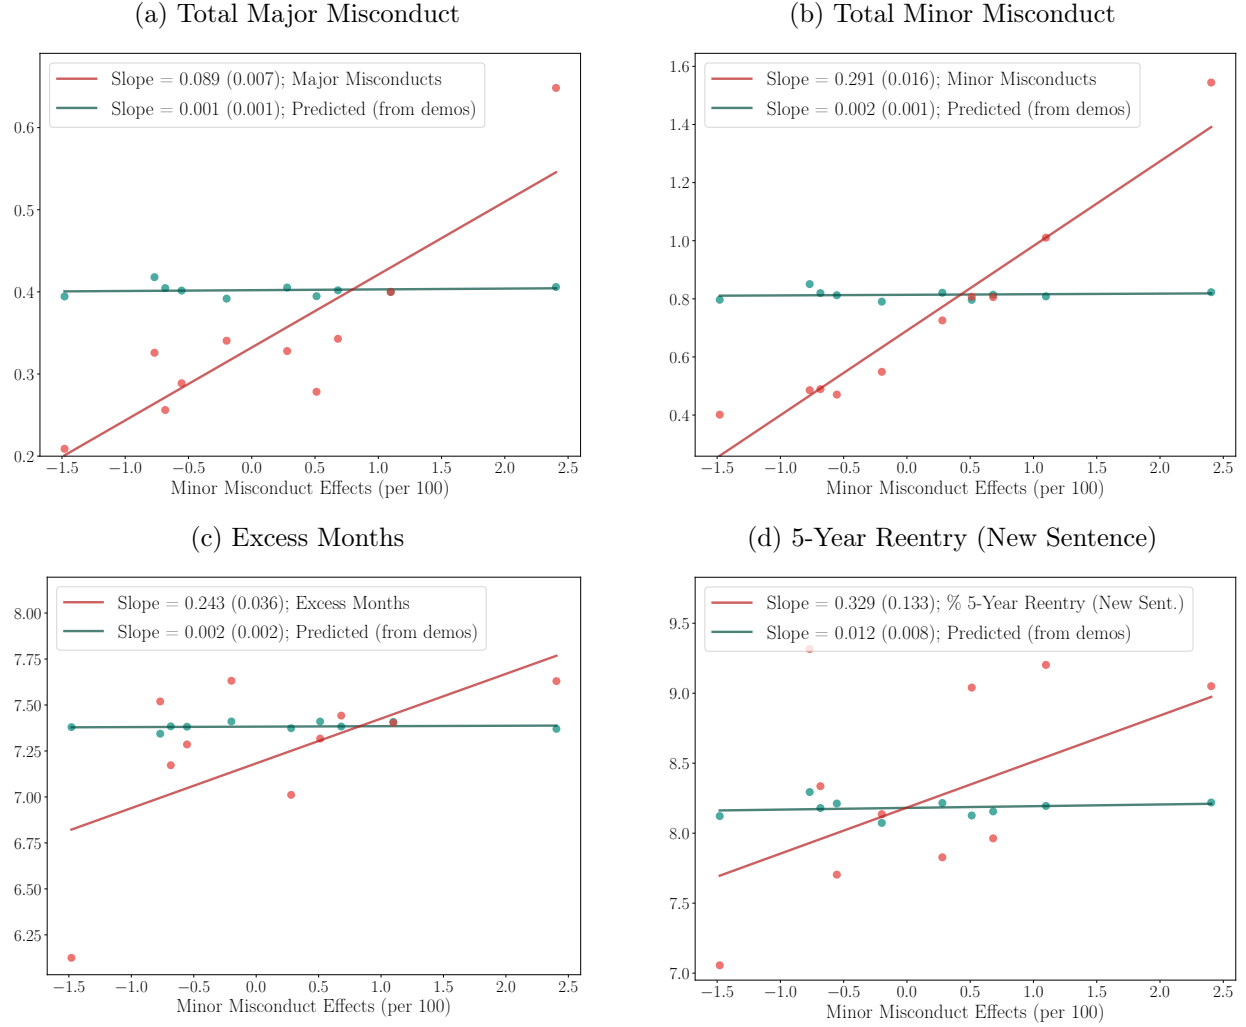 (a) Total Major Misconduct
Slope = 0.089 (0.007); Major Misconducts
Slope = 0.001 (0.001); Predicted (from demos)
0.6
0.5
0.4
0.3
0.2
−1.5 −1.0 −0.5 0.0 0.5 1.0 1.5 2.0 2.5
Minor Misconduct Effects (per 100)
(b) Total Minor Misconduct
Slope = 0.291 (0.016); Minor Misconducts
Slope = 0.002 (0.001); Predicted (from demos)
1.6
1.4
1.2
1.0
0.8
0.6
0.4
−1.5 −1.0 −0.5 0.0 0.5 1.0 1.5 2.0 2.5
Minor Misconduct Effects (per 100)
(c) Excess Months
Slope = 0.243 (0.036); Excess Months
Slope = 0.002 (0.002); Predicted (from demos)
8.00
7.75
7.50
7.25
7.00
6.75
6.50
6.25
−1.5 −1.0 −0.5 0.0 0.5 1.0 1.5 2.0 2.5
Minor Misconduct Effects (per 100)
(d) 5-Year Reentry (New Sentence)
Slope = 0.329 (0.133); % 5-Year Reentry (New Sent.)
Slope = 0.012 (0.008); Predicted (from demos)
9.5
9.0
8.5
8.0
7.5
7.0
−1.5 −1.0 −0.5 0.0 0.5 1.0 1.5 2.0 2.5
Minor Misconduct Effects (per 100)